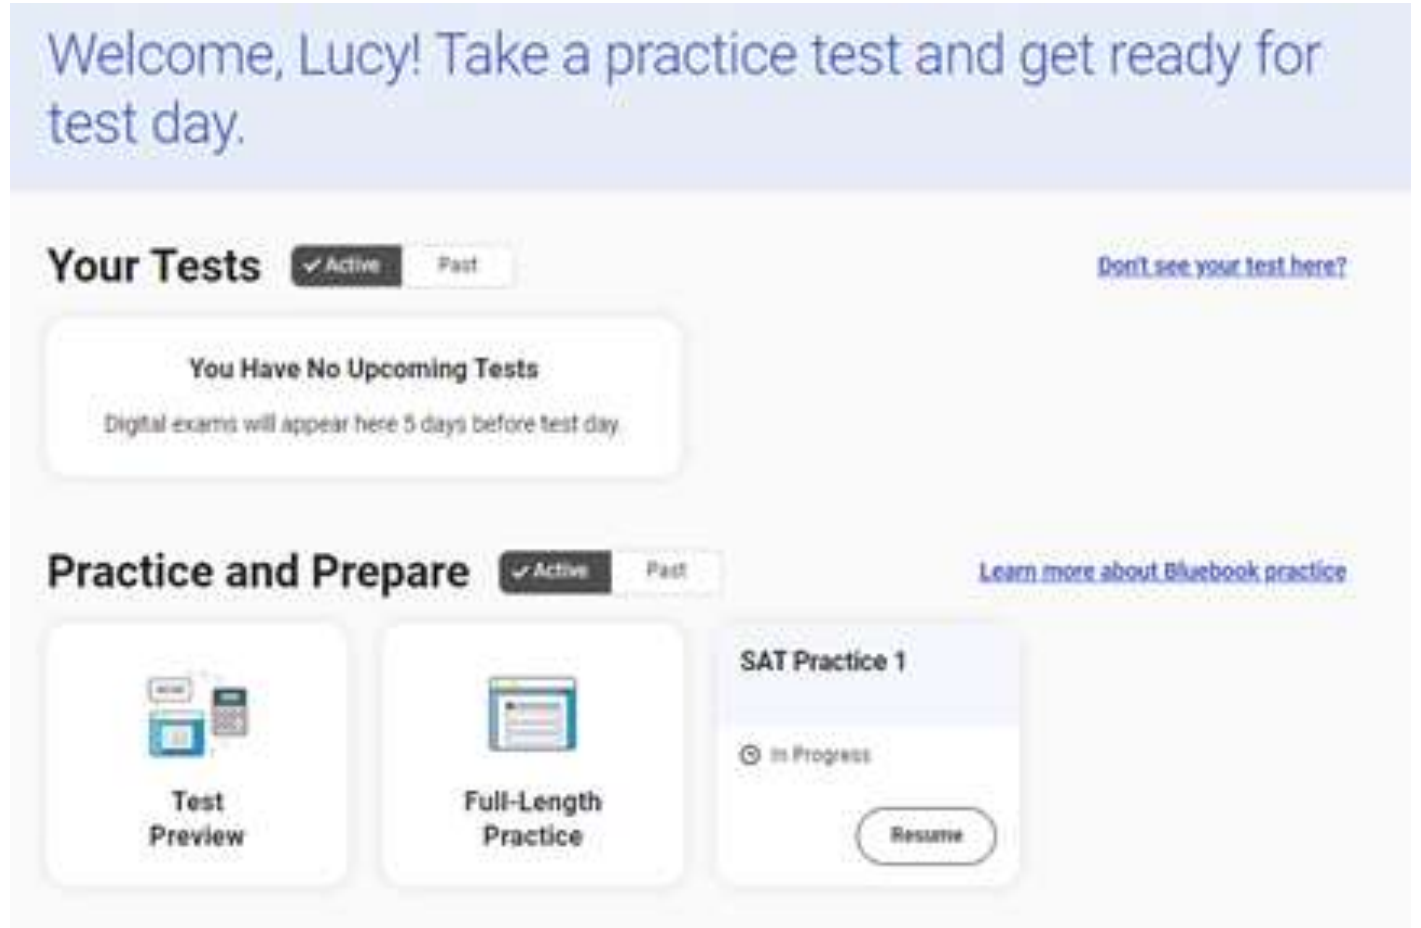 Welcome, Lucy! Take a practice test and get ready for
test day.
Your Tests
Active
Past
Don't see your test here?
You Have No Upcoming Tests
Digital exams will appear here 5 days before test day.
Practice and Prepare
Active
Past
Learn more about Bluebook practice
Test
Preview
Full-Length
Practice
SAT Practice 1
In Progress
Resume